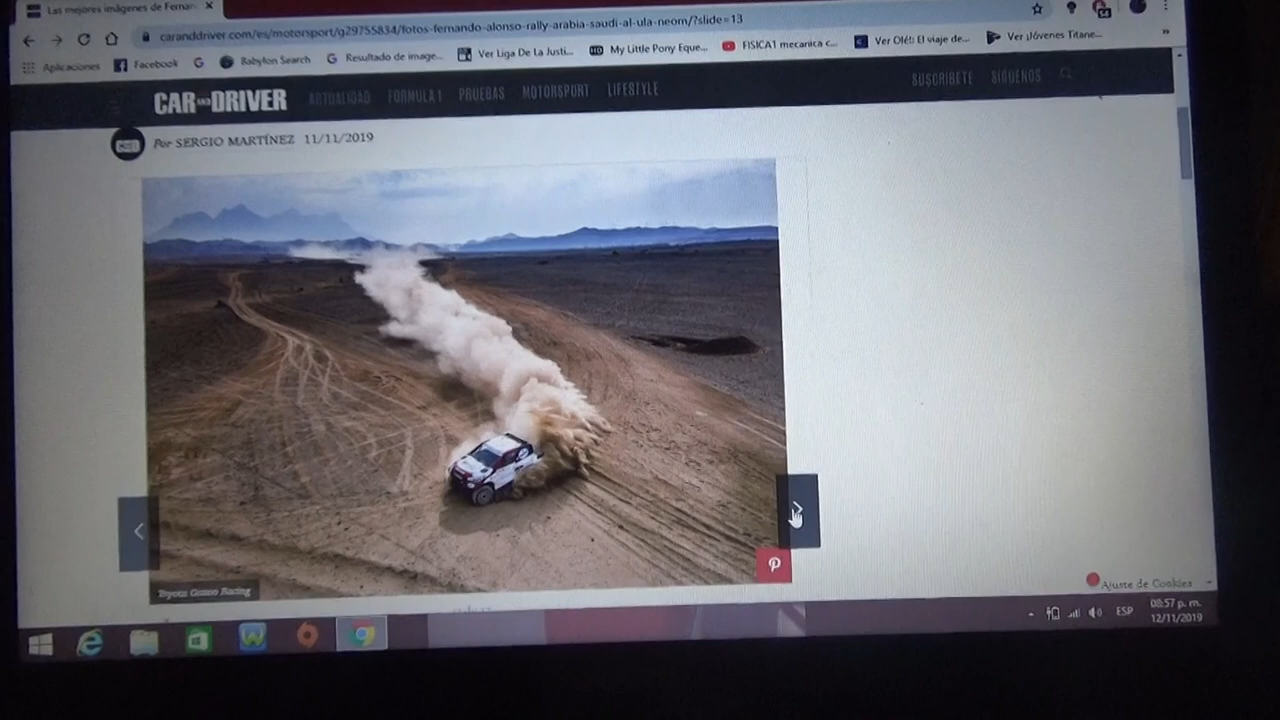 Las mejores imágenes de Fernan
caranddriver.com/es/motorsport/g29755834/fotos-fernando-alonso-rally-arabia-saudi-al-ula-neom/?slide=13
Aplicaciones Facebook Babylon Search Resultado de image... Ver Liga De La Justi... My Little Pony Eque... FISICA1 mecanica c... Ver Olé!: El viaje de... Ver Jóvenes Titane...
CAR AND DRIVER ACTUALIDAD FORMULA 1 PRUEBAS MOTORSPORT LIFESTYLE SUSCRIBETE SIGUENOS
Por SERGIO MARTÍNEZ 11/11/2019
Toyota Gazoo Racing
Ajuste de Cookies
ESP 08:57 p. m.
12/11/2019